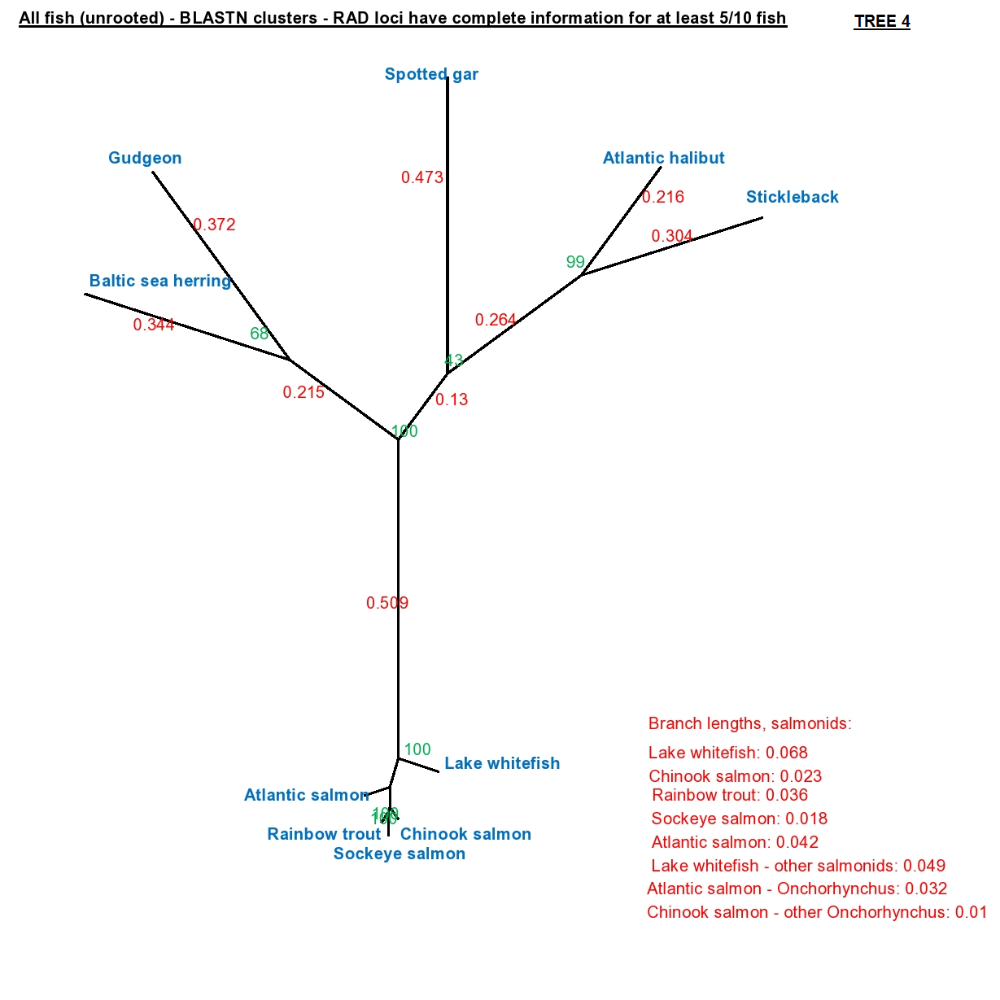 All fish (unrooted) - BLASTN clusters - RAD loci have complete information for at least 5/10 fish
TREE 4
Spotted gar
Gudgeon
Atlantic halibut
0.473
Stickleback
0.216
0.372
0.304
99
Baltic sea herring
0.344
0.264
68
43
0.215
0.13
100
0.509
Branch lengths, salmonids:
100
Lake whitefish: 0.068
Lake whitefish
Chinook salmon: 0.023
Atlantic salmon
Rainbow trout: 0.036
100
100
Sockeye salmon: 0.018
Rainbow trout
Chinook salmon
Atlantic salmon: 0.042
Sockeye salmon
Lake whitefish - other salmonids: 0.049
Atlantic salmon - Onchorhynchus: 0.032
Chinook salmon - other Onchorhynchus: 0.01